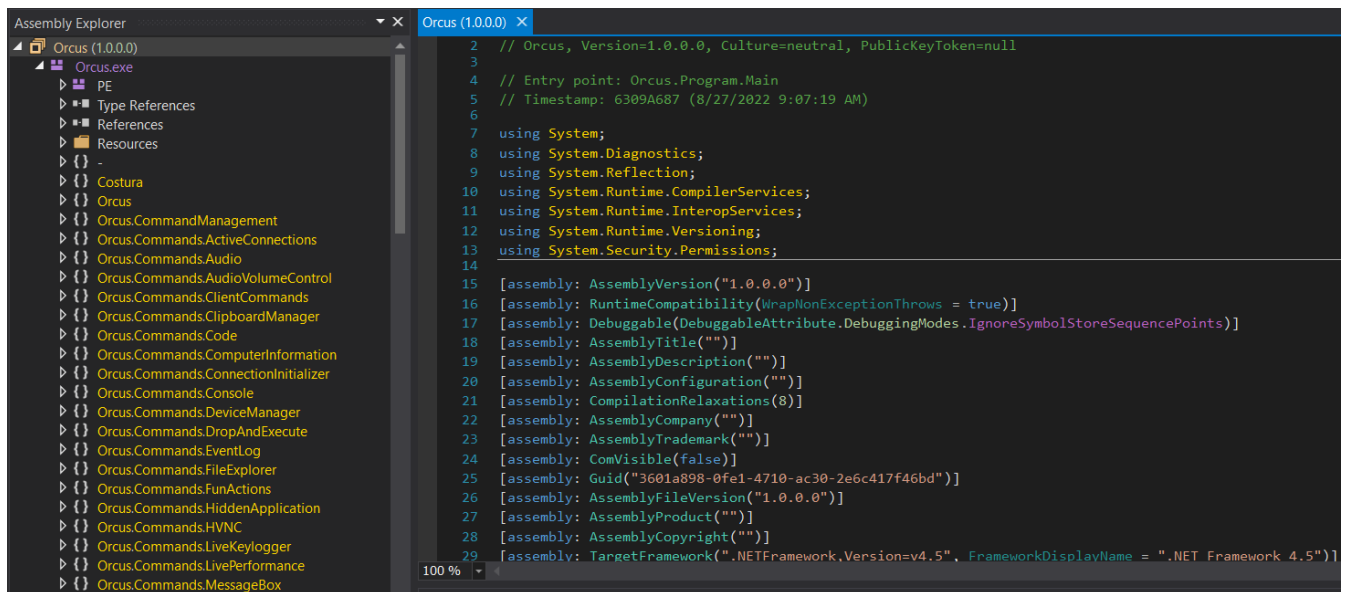 Assembly Explorer
Orcus (1.0.0.0)
Orcus.exe
PE
Type References
References
Resources
{} -
{} Costura
{} Orcus
{} Orcus.CommandManagement
{} Orcus.Commands.ActiveConnections
{} Orcus.Commands.Audio
{} Orcus.Commands.AudioVolumeControl
{} Orcus.Commands.ClientCommands
{} Orcus.Commands.ClipboardManager
{} Orcus.Commands.Code
{} Orcus.Commands.ComputerInformation
{} Orcus.Commands.ConnectionInitializer
{} Orcus.Commands.Console
{} Orcus.Commands.DeviceManager
{} Orcus.Commands.DropAndExecute
{} Orcus.Commands.EventLog
{} Orcus.Commands.FileExplorer
{} Orcus.Commands.FunActions
{} Orcus.Commands.HiddenApplication
{} Orcus.Commands.HVNC
{} Orcus.Commands.LiveKeylogger
{} Orcus.Commands.LivePerformance
{} Orcus.Commands.MessageBox
Orcus (1.0.0.0)
2 // Orcus, Version=1.0.0.0, Culture=neutral, PublicKeyToken=null
3
4 // Entry point: Orcus.Program.Main
5 // Timestamp: 6309A687 (8/27/2022 9:07:19 AM)
6
7 using System;
8 using System.Diagnostics;
9 using System.Reflection;
10 using System.Runtime.CompilerServices;
11 using System.Runtime.InteropServices;
12 using System.Runtime.Versioning;
13 using System.Security.Permissions;
14
15 [assembly: AssemblyVersion("1.0.0.0")]
16 [assembly: RuntimeCompatibility(WrapNonExceptionThrows = true)]
17 [assembly: Debuggable(DebuggableAttribute.DebuggingModes.IgnoreSymbolStoreSequencePoints)]
18 [assembly: AssemblyTitle("")]
19 [assembly: AssemblyDescription("")]
20 [assembly: AssemblyConfiguration("")]
21 [assembly: CompilationRelaxations(8)]
22 [assembly: AssemblyCompany("")]
23 [assembly: AssemblyTrademark("")]
24 [assembly: ComVisible(false)]
25 [assembly: Guid("3601a898-0fe1-4710-ac30-2e6c417f46bd")]
26 [assembly: AssemblyFileVersion("1.0.0.0")]
27 [assembly: AssemblyProduct("")]
28 [assembly: AssemblyCopyright("")]
29 [assembly: TargetFramework(".NETFramework,Version=v4.5", FrameworkDisplayName = ".NET Framework 4.5")]
100 %